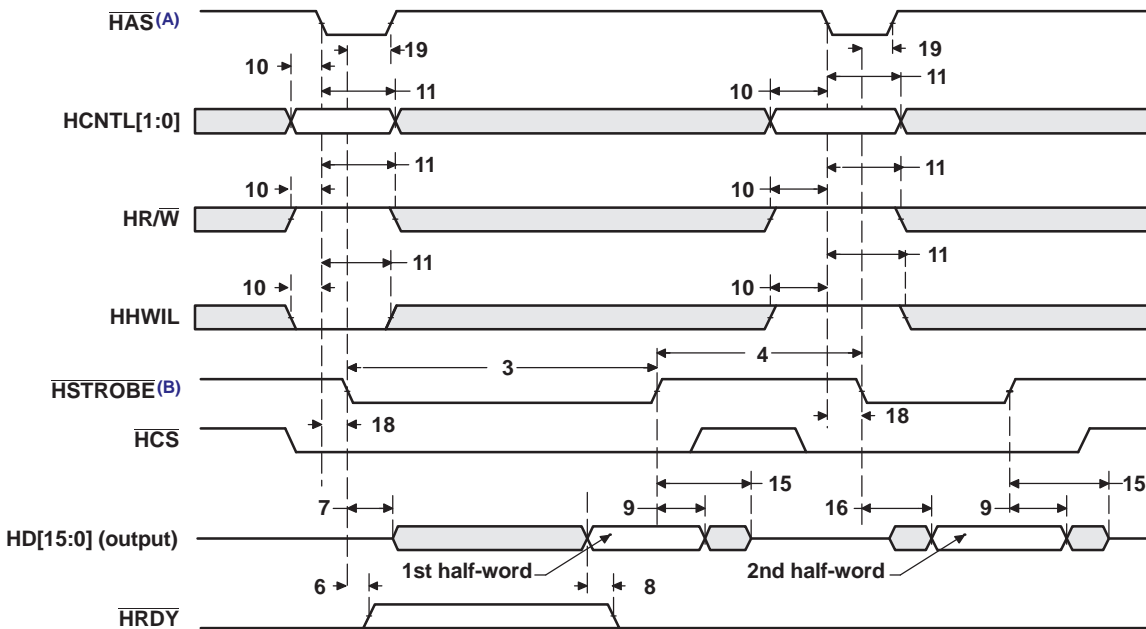 HAS(A)
19
19
10
11
10
11
HCNTL[1:0]
11
11
10
10
HR/W
11
11
10
10
HHWIL
3
4
HSTROBE(B)
18
18
HCS
15
15
7
9
16
9
HD[15:0] (output)
1st half-word
2nd half-word
6
8
HRDY